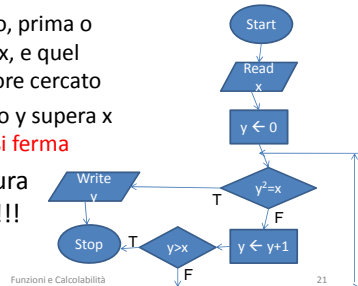 o, prima o
x, e quel
ore cercato
o y supera x
si ferma
ura
!!!
Start
Read
x
y ← 0
y²=x
T
F
Write
y
y ← y+1
y>x
T
F
Stop
Funzioni e Calcolabilità
21